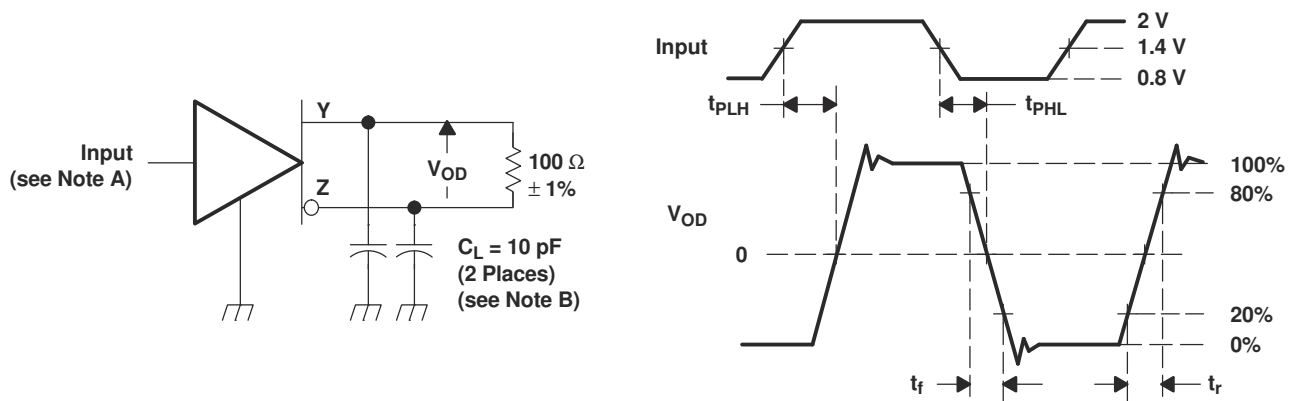 Input
(see Note A)
Y
Z
V_OD
100 Ω
± 1%
C_L = 10 pF
(2 Places)
(see Note B)
Input
2 V
1.4 V
0.8 V
t_PLH
t_PHL
V_OD
0
100%
80%
20%
0%
t_f
t_r